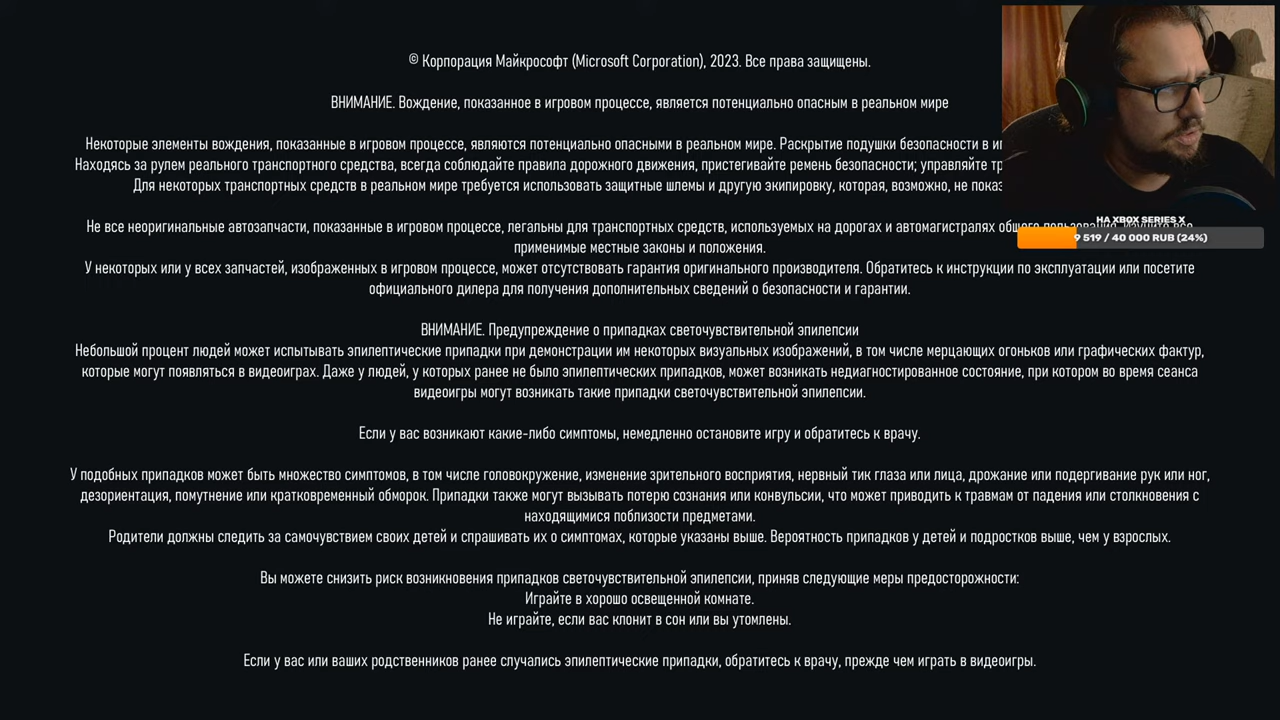 © Корпорация Майкрософт (Microsoft Corporation), 2023. Все права защищены.
ВНИМАНИЕ. Вождение, показанное в игровом процессе, является потенциально опасным в реальном мире
Некоторые элементы вождения, показанные в игровом процессе, являются потенциально опасными в реальном мире. Раскрытие подушки безопасности в
Находясь за рулем реального транспортного средства, всегда соблюдайте правила дорожного движения, пристегивайте ремень безопасности; управляйте
Для некоторых транспортных средств в реальном мире требуется использовать защитные шлемы и другую экипировку, которая, возможно, не
НА XBOX SERIES X
Не все неоригинальные автозапчасти, показанные в игровом процессе, легальны для транспортных средств, используемых на дорогах и автомагистралях
9 519 / 40 000 RUB (24%)
применимые местные законы и положения.
У некоторых или у всех запчастей, изображенных в игровом процессе, может отсутствовать гарантия оригинального производителя. Обратитесь к инструкции по эксплуатации или посетите
официального дилера для получения дополнительных сведений о безопасности и гарантии.
ВНИМАНИЕ. Предупреждение о припадках светочувствительной эпилепсии
Небольшой процент людей может испытывать эпилептические припадки при демонстрации им некоторых визуальных изображений, в том числе мерцающих огоньков или графических фактур,
которые могут появляться в видеоиграх. Даже у людей, у которых ранее не было эпилептических припадков, может возникать недиагностированное состояние, при котором во время сеанса
видеоигры могут возникать такие припадки светочувствительной эпилепсии.
Если у вас возникают какие-либо симптомы, немедленно остановите игру и обратитесь к врачу.
У подобных припадков может быть множество симптомов, в том числе головокружение, изменение зрительного восприятия, нервный тик глаза или лица, дрожание или подергивание рук или ног,
дезориентация, помутнение или кратковременный обморок. Припадки также могут вызывать потерю сознания или конвульсии, что может приводить к травмам от падения или столкновения с
находящимися поблизости предметами.
Родители должны следить за самочувствием своих детей и спрашивать их о симптомах, которые указаны выше. Вероятность припадков у детей и подростков выше, чем у взрослых.
Вы можете снизить риск возникновения припадков светочувствительной эпилепсии, приняв следующие меры предосторожности:
Играйте в хорошо освещенной комнате.
Не играйте, если вас клонит в сон или вы утомлены.
Если у вас или ваших родственников ранее случались эпилептические припадки, обратитесь к врачу, прежде чем играть в видеоигры.